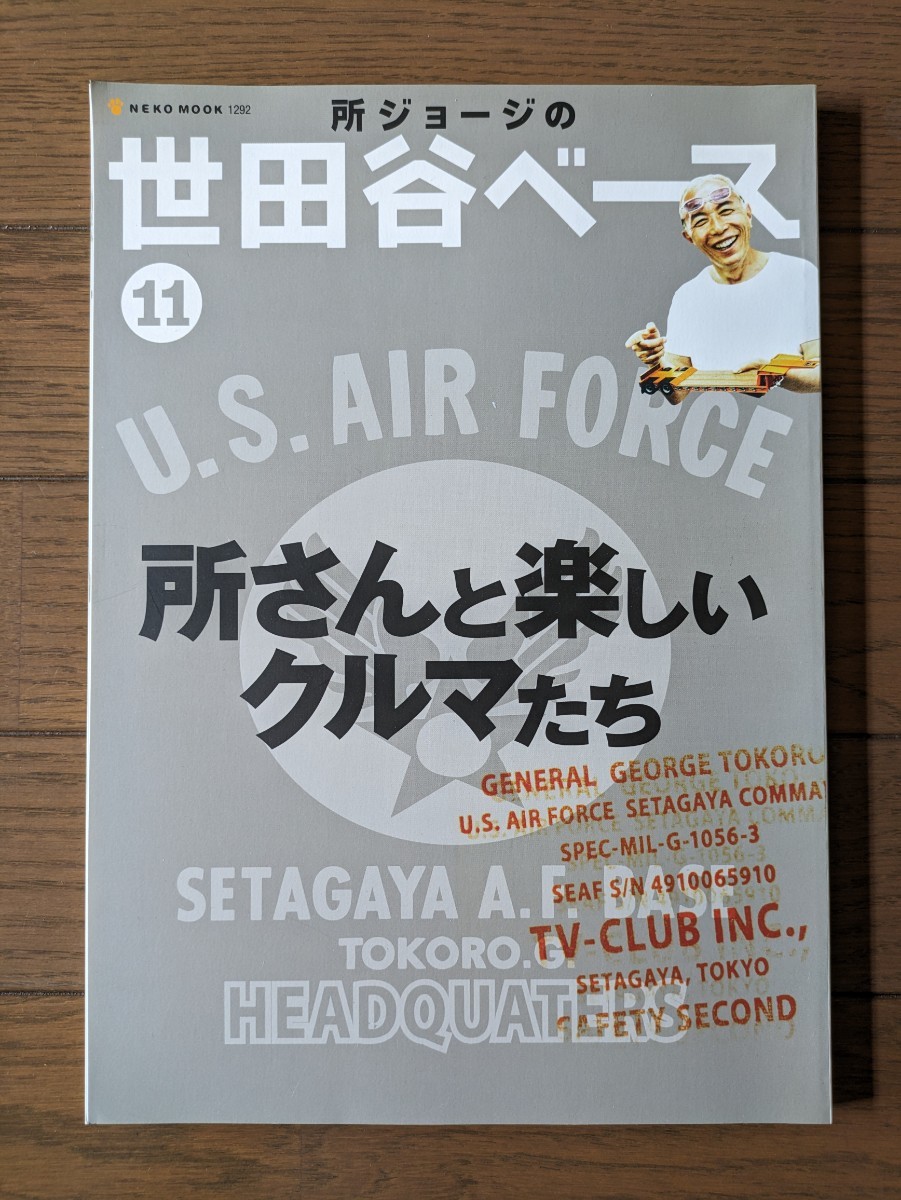 NEKO MOOK 1292
所ジョージの
世田谷ベース
11
U.S. AIR FORCE
所さんと楽しい
クルマたち
GENERAL GEORGE TOKORO
U.S. AIR FORCE SETAGAYA COMMA
SPEC-MIL-G-1056-3
SEAF S/N 4910065910
SETAGAYA A.F. BASE
TV-CLUB INC.,
TOKORO.G.
SETAGAYA, TOKYO
HEADQUATERS
SAFETY SECOND